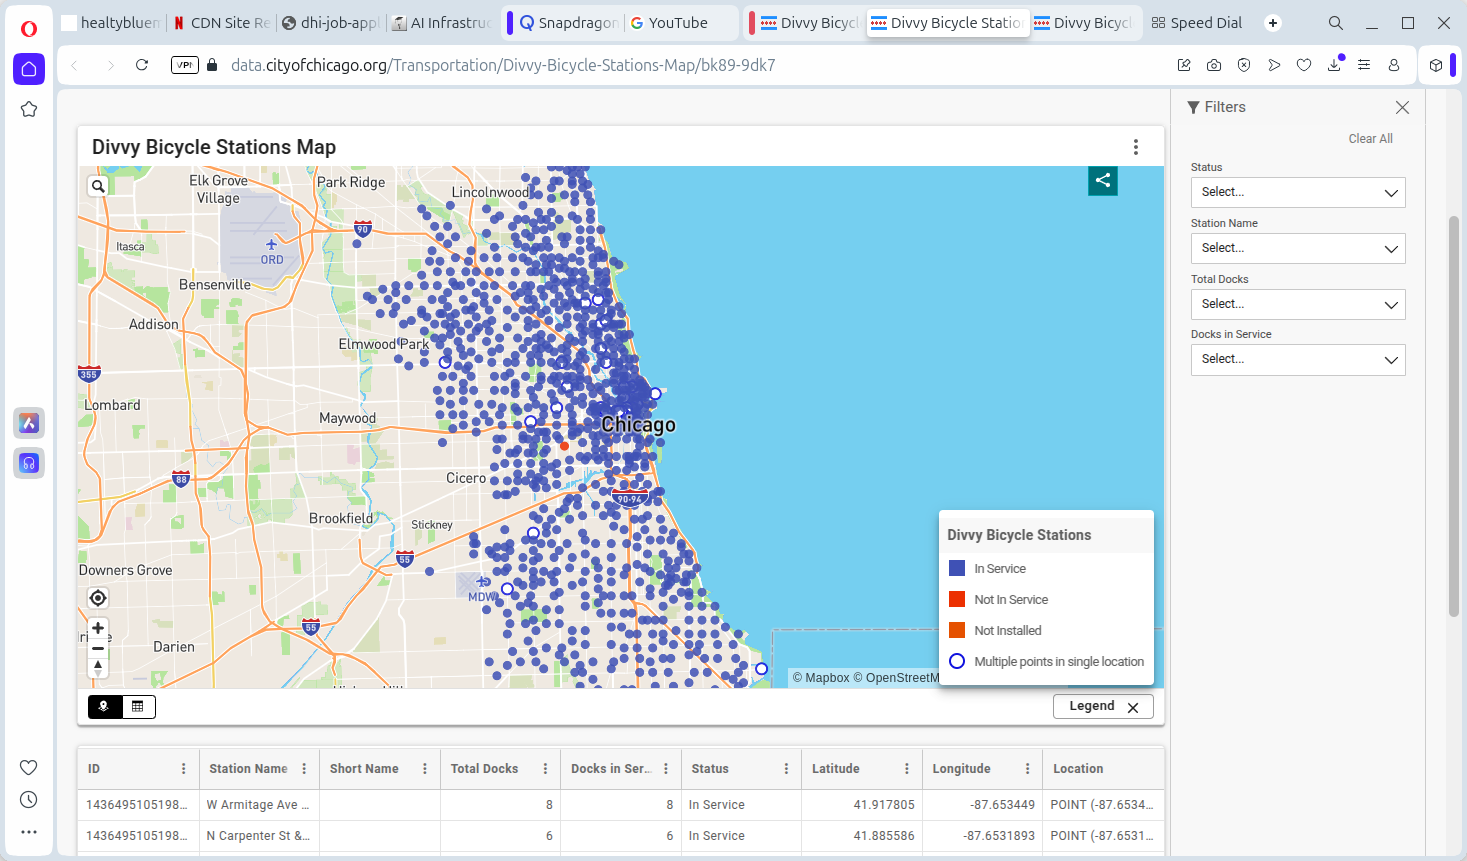 healtybluem
CDN Site Re
dhi-job-appl
AI Infrastruc
Snapdragon
YouTube
Divvy Bicycl
Divvy Bicycle Statio
Divvy Bicycl
Speed Dial
VPN
data.cityofchicago.org/Transportation/Divvy-Bicycle-Stations-Map/bk89-9dk7
Divvy Bicycle Stations Map
Elk Grove
Village
Park Ridge
Lincolnwood
90
Itasca
ORD
Bensenville
Addison
Elmwood Park
355
Lombard
Maywood
Chicago
88
Cicero
90-94
Brookfield
Stickney
55
Downers Grove
MDW
55
Darien
© Mapbox © OpenStreetM
Divvy Bicycle Stations
In Service
Not In Service
Not Installed
Multiple points in single location
Legend
Filters
Clear All
Status
Select...
Station Name
Select...
Total Docks
Select...
Docks in Service
Select...
ID Station Name Short Name Total Docks Docks in Ser... Status Latitude Longitude Location
1436495105198... W Armitage Ave ... 8 8 In Service 41.917805 -87.653449 POINT (-87.6534...
1436495105198... N Carpenter St &... 6 6 In Service 41.885586 -87.6531893 POINT (-87.6531...